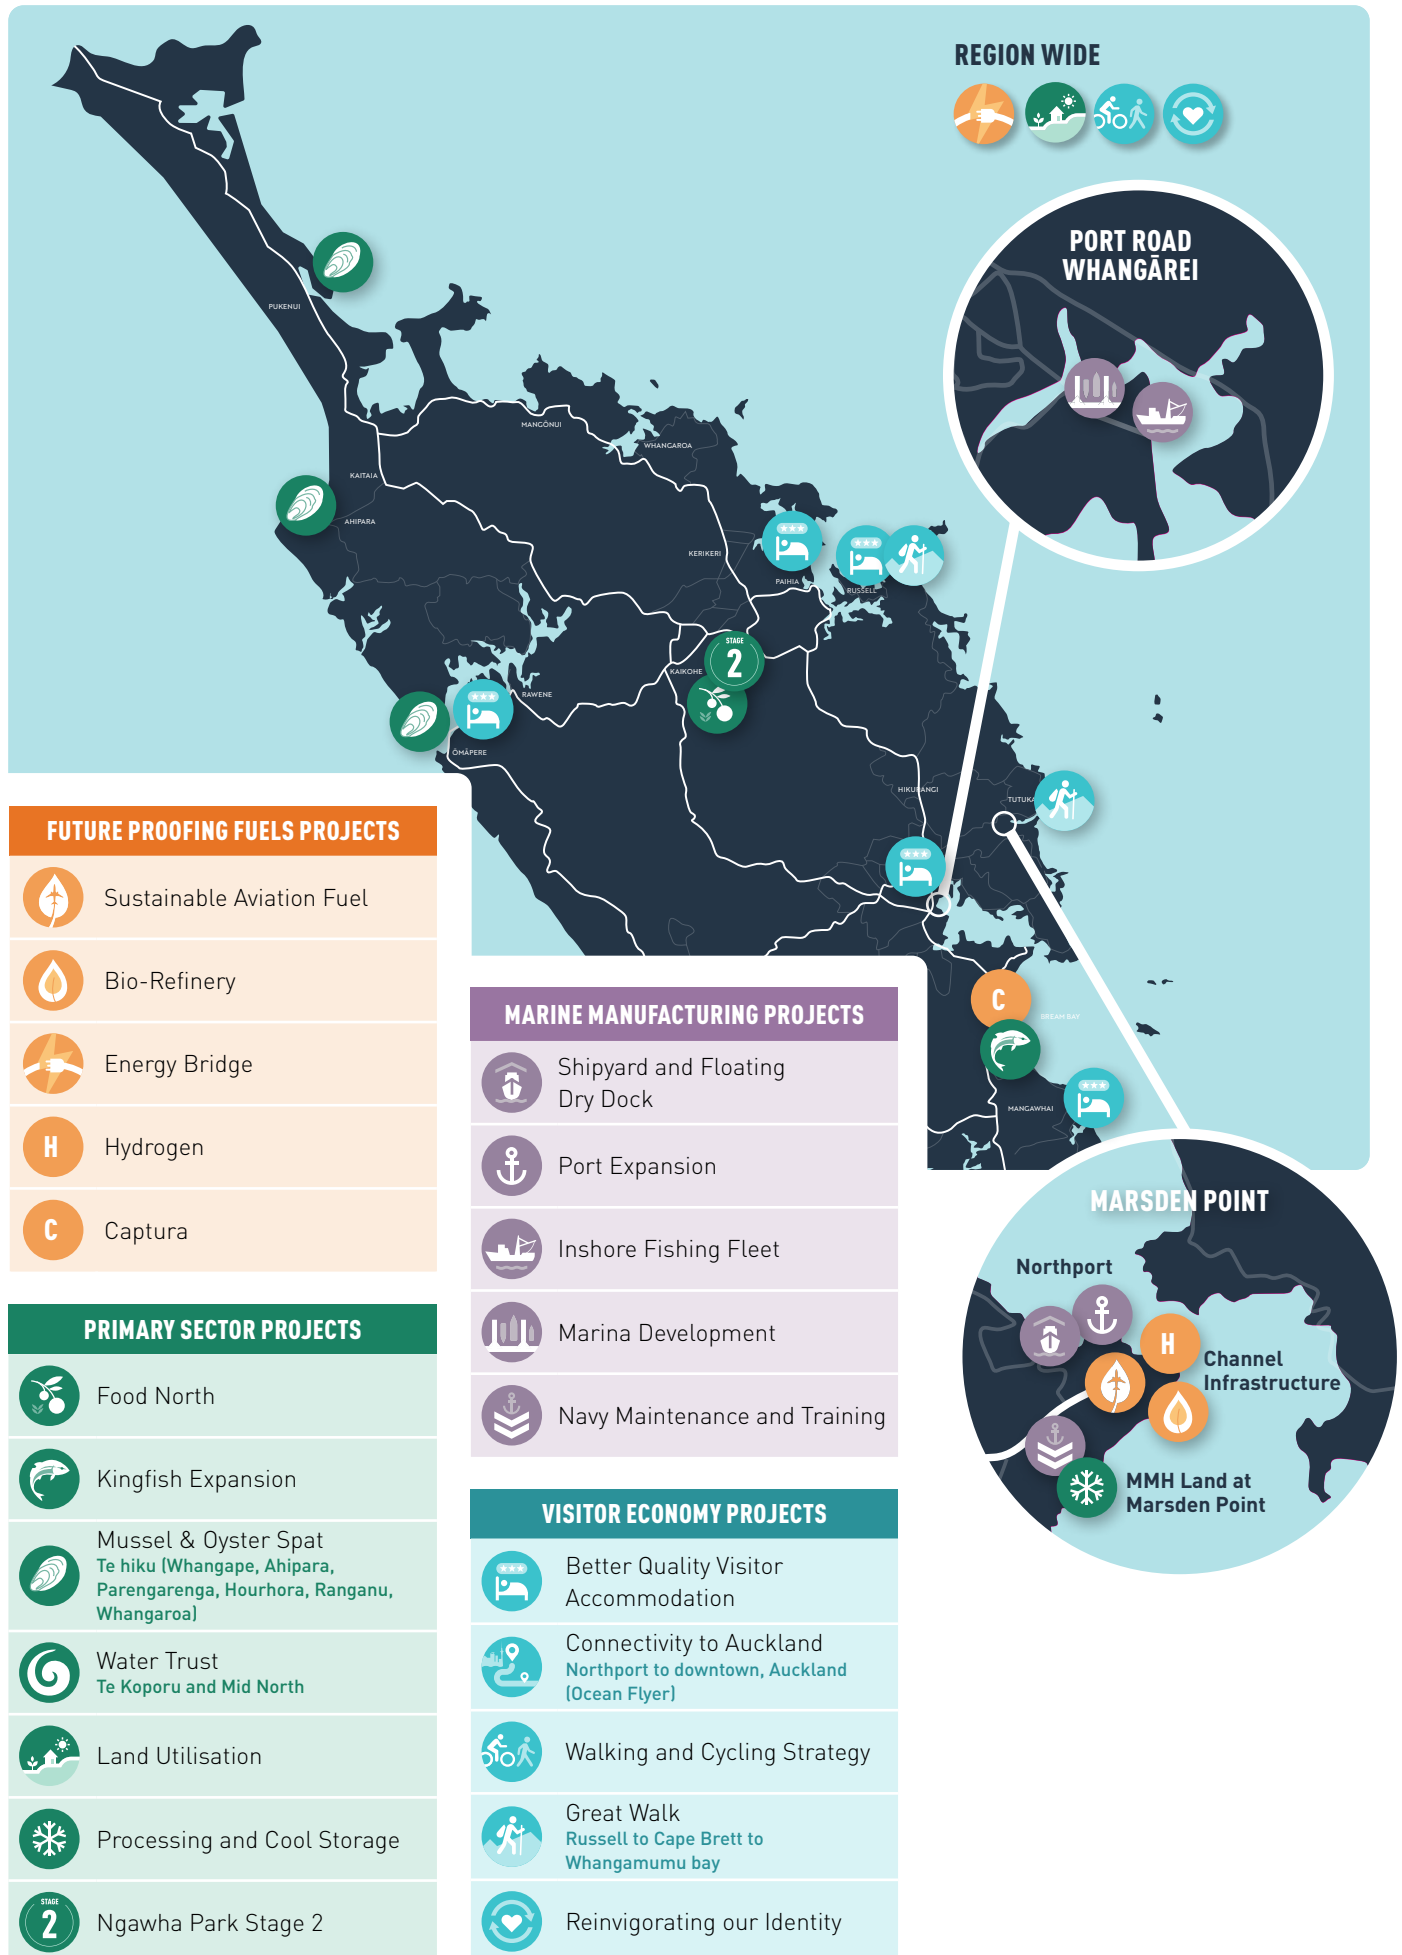 REGION WIDE
PORT ROAD
WHANGĀREI
PUKENUI
MANGŌNUI
WHANGAROA
KAITAIA
AHIPARA
KERIKERI
PAIHIA
RUSSELL
STAGE
2
KAIKOHE
RAWENE
ŌMĀPERE
HIKURANGI
TUTUKA
C
BREAM BAY
MANGAWHAI
MARSDEN POINT
Northport
H
Channel
Infrastructure
MMH Land at
Marsden Point
FUTURE PROOFING FUELS PROJECTS
Sustainable Aviation Fuel
Bio-Refinery
Energy Bridge
H
Hydrogen
C
Captura
PRIMARY SECTOR PROJECTS
Food North
Kingfish Expansion
Mussel & Oyster Spat
Te hiku (Whangape, Ahipara,
Parengarenga, Hourhora, Ranganu,
Whangaroa)
Water Trust
Te Koporu and Mid North
Land Utilisation
Processing and Cool Storage
STAGE
2
Ngawha Park Stage 2
MARINE MANUFACTURING PROJECTS
Shipyard and Floating
Dry Dock
Port Expansion
Inshore Fishing Fleet
Marina Development
Navy Maintenance and Training
VISITOR ECONOMY PROJECTS
Better Quality Visitor
Accommodation
Connectivity to Auckland
Northport to downtown, Auckland
(Ocean Flyer)
Walking and Cycling Strategy
Great Walk
Russell to Cape Brett to
Whangamumu bay
Reinvigorating our Identity